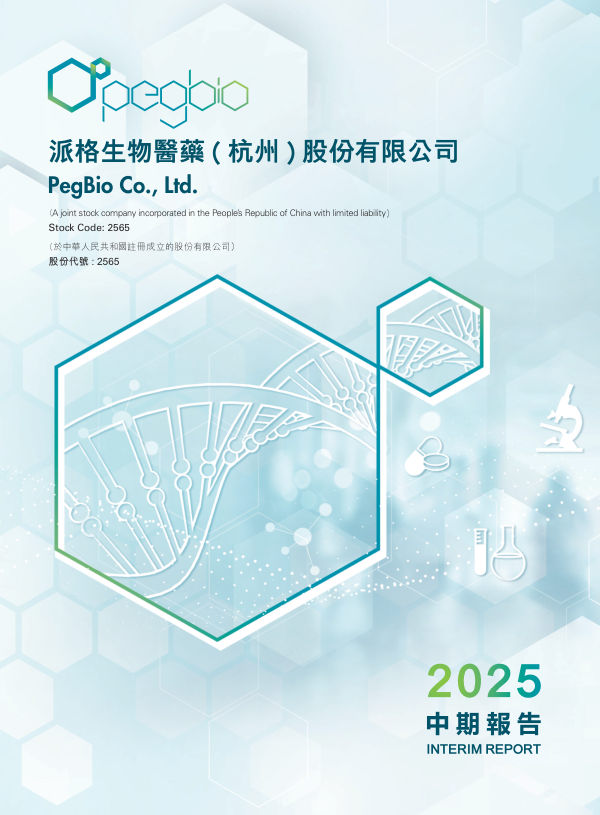 pegbio
派格生物醫藥(杭州)股份有限公司
PegBio Co., Ltd.
(A joint stock company incorporated in the People's Republic of China with limited liability)
Stock Code: 2565
(於中華人民共和國註冊成立的股份有限公司)
股份代號 : 2565
2025
中期報告
INTERIM REPORT